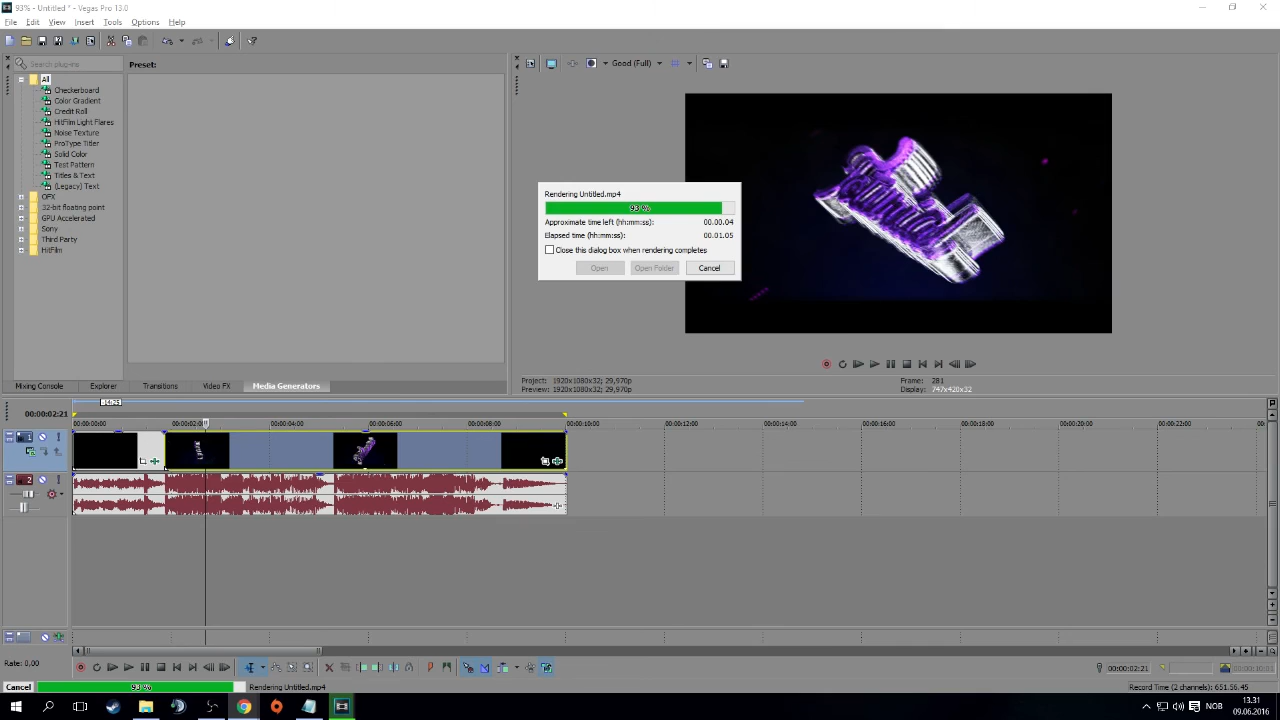 93% - Untitled * - Vegas Pro 13.0
File Edit View Insert Tools Options Help
Search plug-ins
Preset:
Good (Full)
All
Checkerboard
Color Gradient
Credit Roll
HitFilm Light Flares
Noise Texture
ProType Titler
Solid Color
Test Pattern
Titles & Text
(Legacy) Text
OFX
32-bit floating point
GPU Accelerated
Sony
Third Party
HitFilm
Rendering Untitled.mp4
93 %
Approximate time left (hh:mm:ss): 00.00.04
Elapsed time (hh:mm:ss): 00.01.05
Close this dialog box when rendering completes
Open Open Folder Cancel
Mixing Console Explorer Transitions Video FX Media Generators
Project: 1920x1080x32; 29,970p
Preview: 1920x1080x32; 29,970p
Frame: 281
Display: 747x420x32
-14:25
00:00:02:21
00:00:00:00 00:00:04:00 00:00:06:00 00:00:08:00 00:00:10:00 00:00:12:00 00:00:14:00 00:00:16:00 00:00:18:00 00:00:20:00 00:00:22:00
1
2
Rate: 0,00
00:00:02:21
Cancel 93 % Rendering Untitled.mp4
Record Time (2 channels): 651.56.45
NOB
13.31
09.06.2016